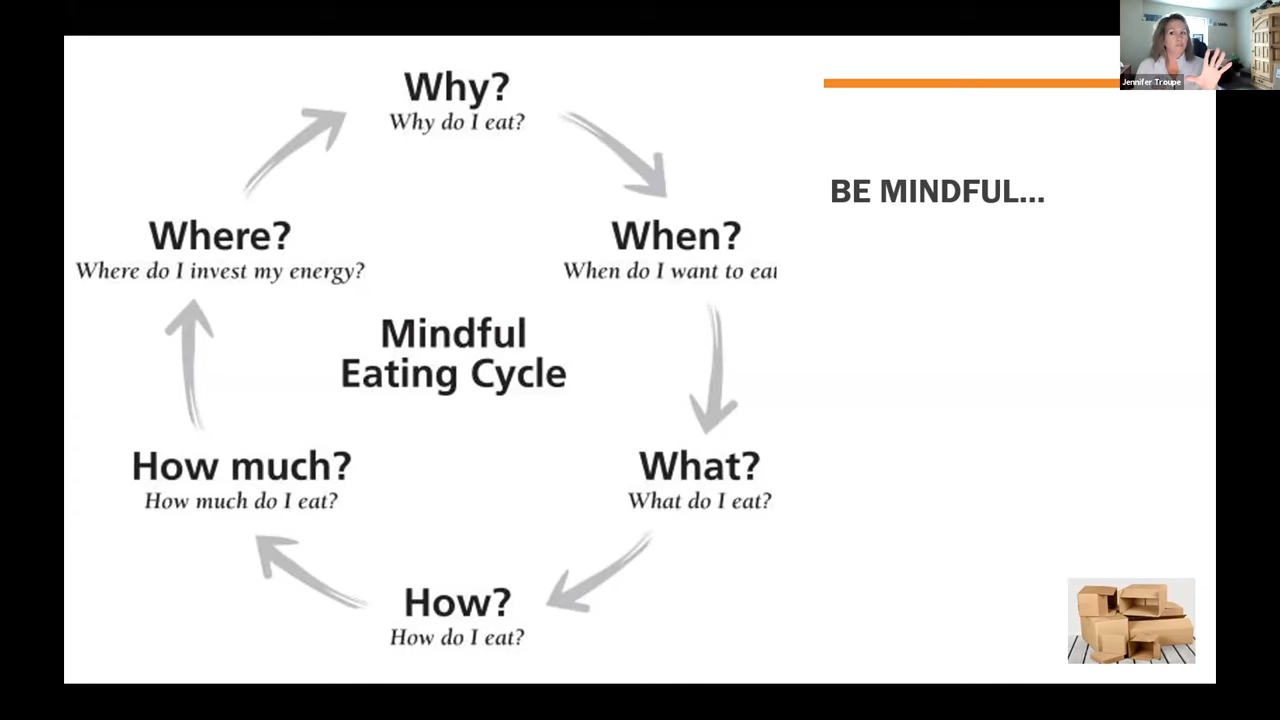 Why?
Why do I eat?
Jennifer Troupe
BE MINDFUL...
Where?
Where do I invest my energy?
When?
When do I want to eat
Mindful
Eating Cycle
How much?
How much do I eat?
What?
What do I eat?
How?
How do I eat?